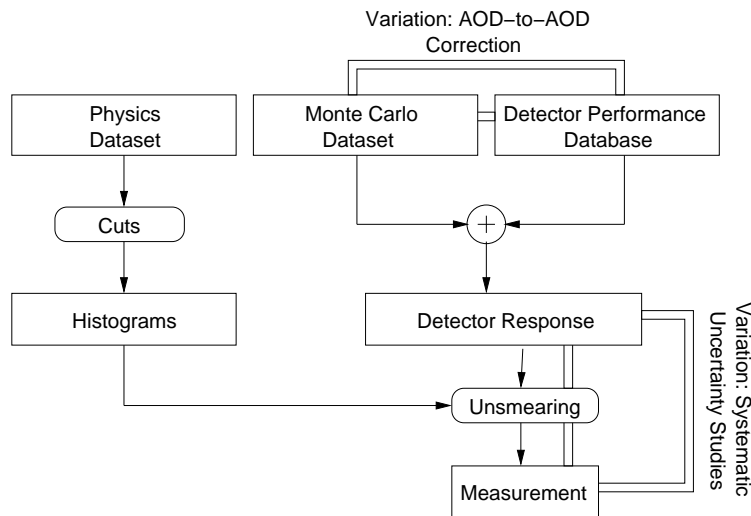 Variation: AOD−to−AOD
Correction
Physics
Dataset
Monte Carlo
Dataset
Detector Performance
Database
Cuts
+
Histograms
Detector Response
Variation: Systematic
Uncertainty Studies
Unsmearing
Measurement